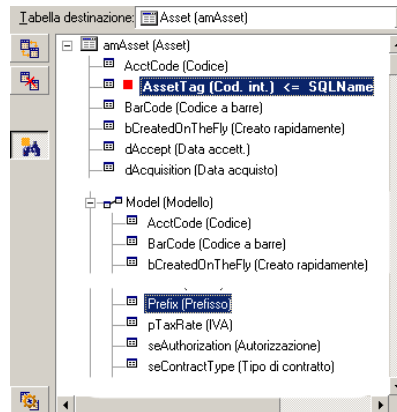 Tabella destinazione: Asset (amAsset)
amAsset (Asset)
AcctCode (Codice)
AssetTag (Cod. int.) <= SQLName
BarCode (Codice a barre)
bCreatedOnTheFly (Creato rapidamente)
dAccept (Data accett.)
dAcquisition (Data acquisto)
Model (Modello)
AcctCode (Codice)
BarCode (Codice a barre)
bCreatedOnTheFly (Creato rapidamente)
Prefix (Prefisso)
pTaxRate (IVA)
seAuthorization (Autorizzazione)
seContractType (Tipo di contratto)